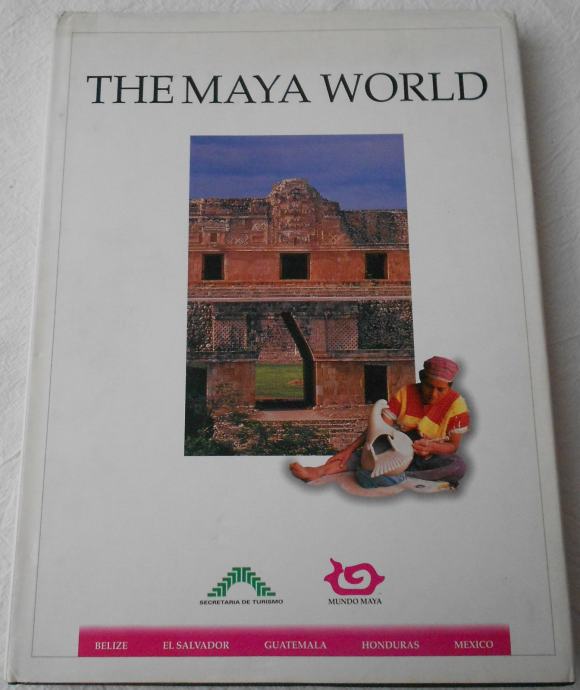 THE MAYA WORLD
SECRETARIA DE TURISMO
MUNDO MAYA
BELIZE EL SALVADOR GUATEMALA HONDURAS MEXICO